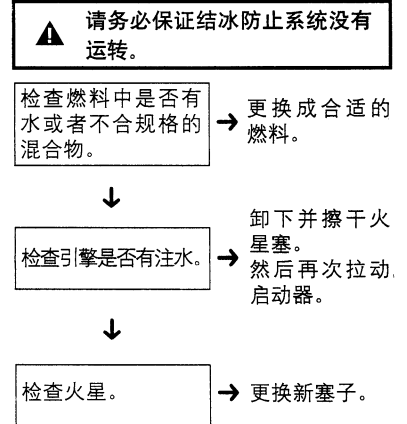 请务必保证结冰防止系统没有
运转。
检查燃料中是否有
水或者不合规格的
混合物。
更换成合适的
燃料。
检查引擎是否有注水。
卸下并擦干火
星塞。
然后再次拉动
启动器。
检查火星。
更换新塞子。